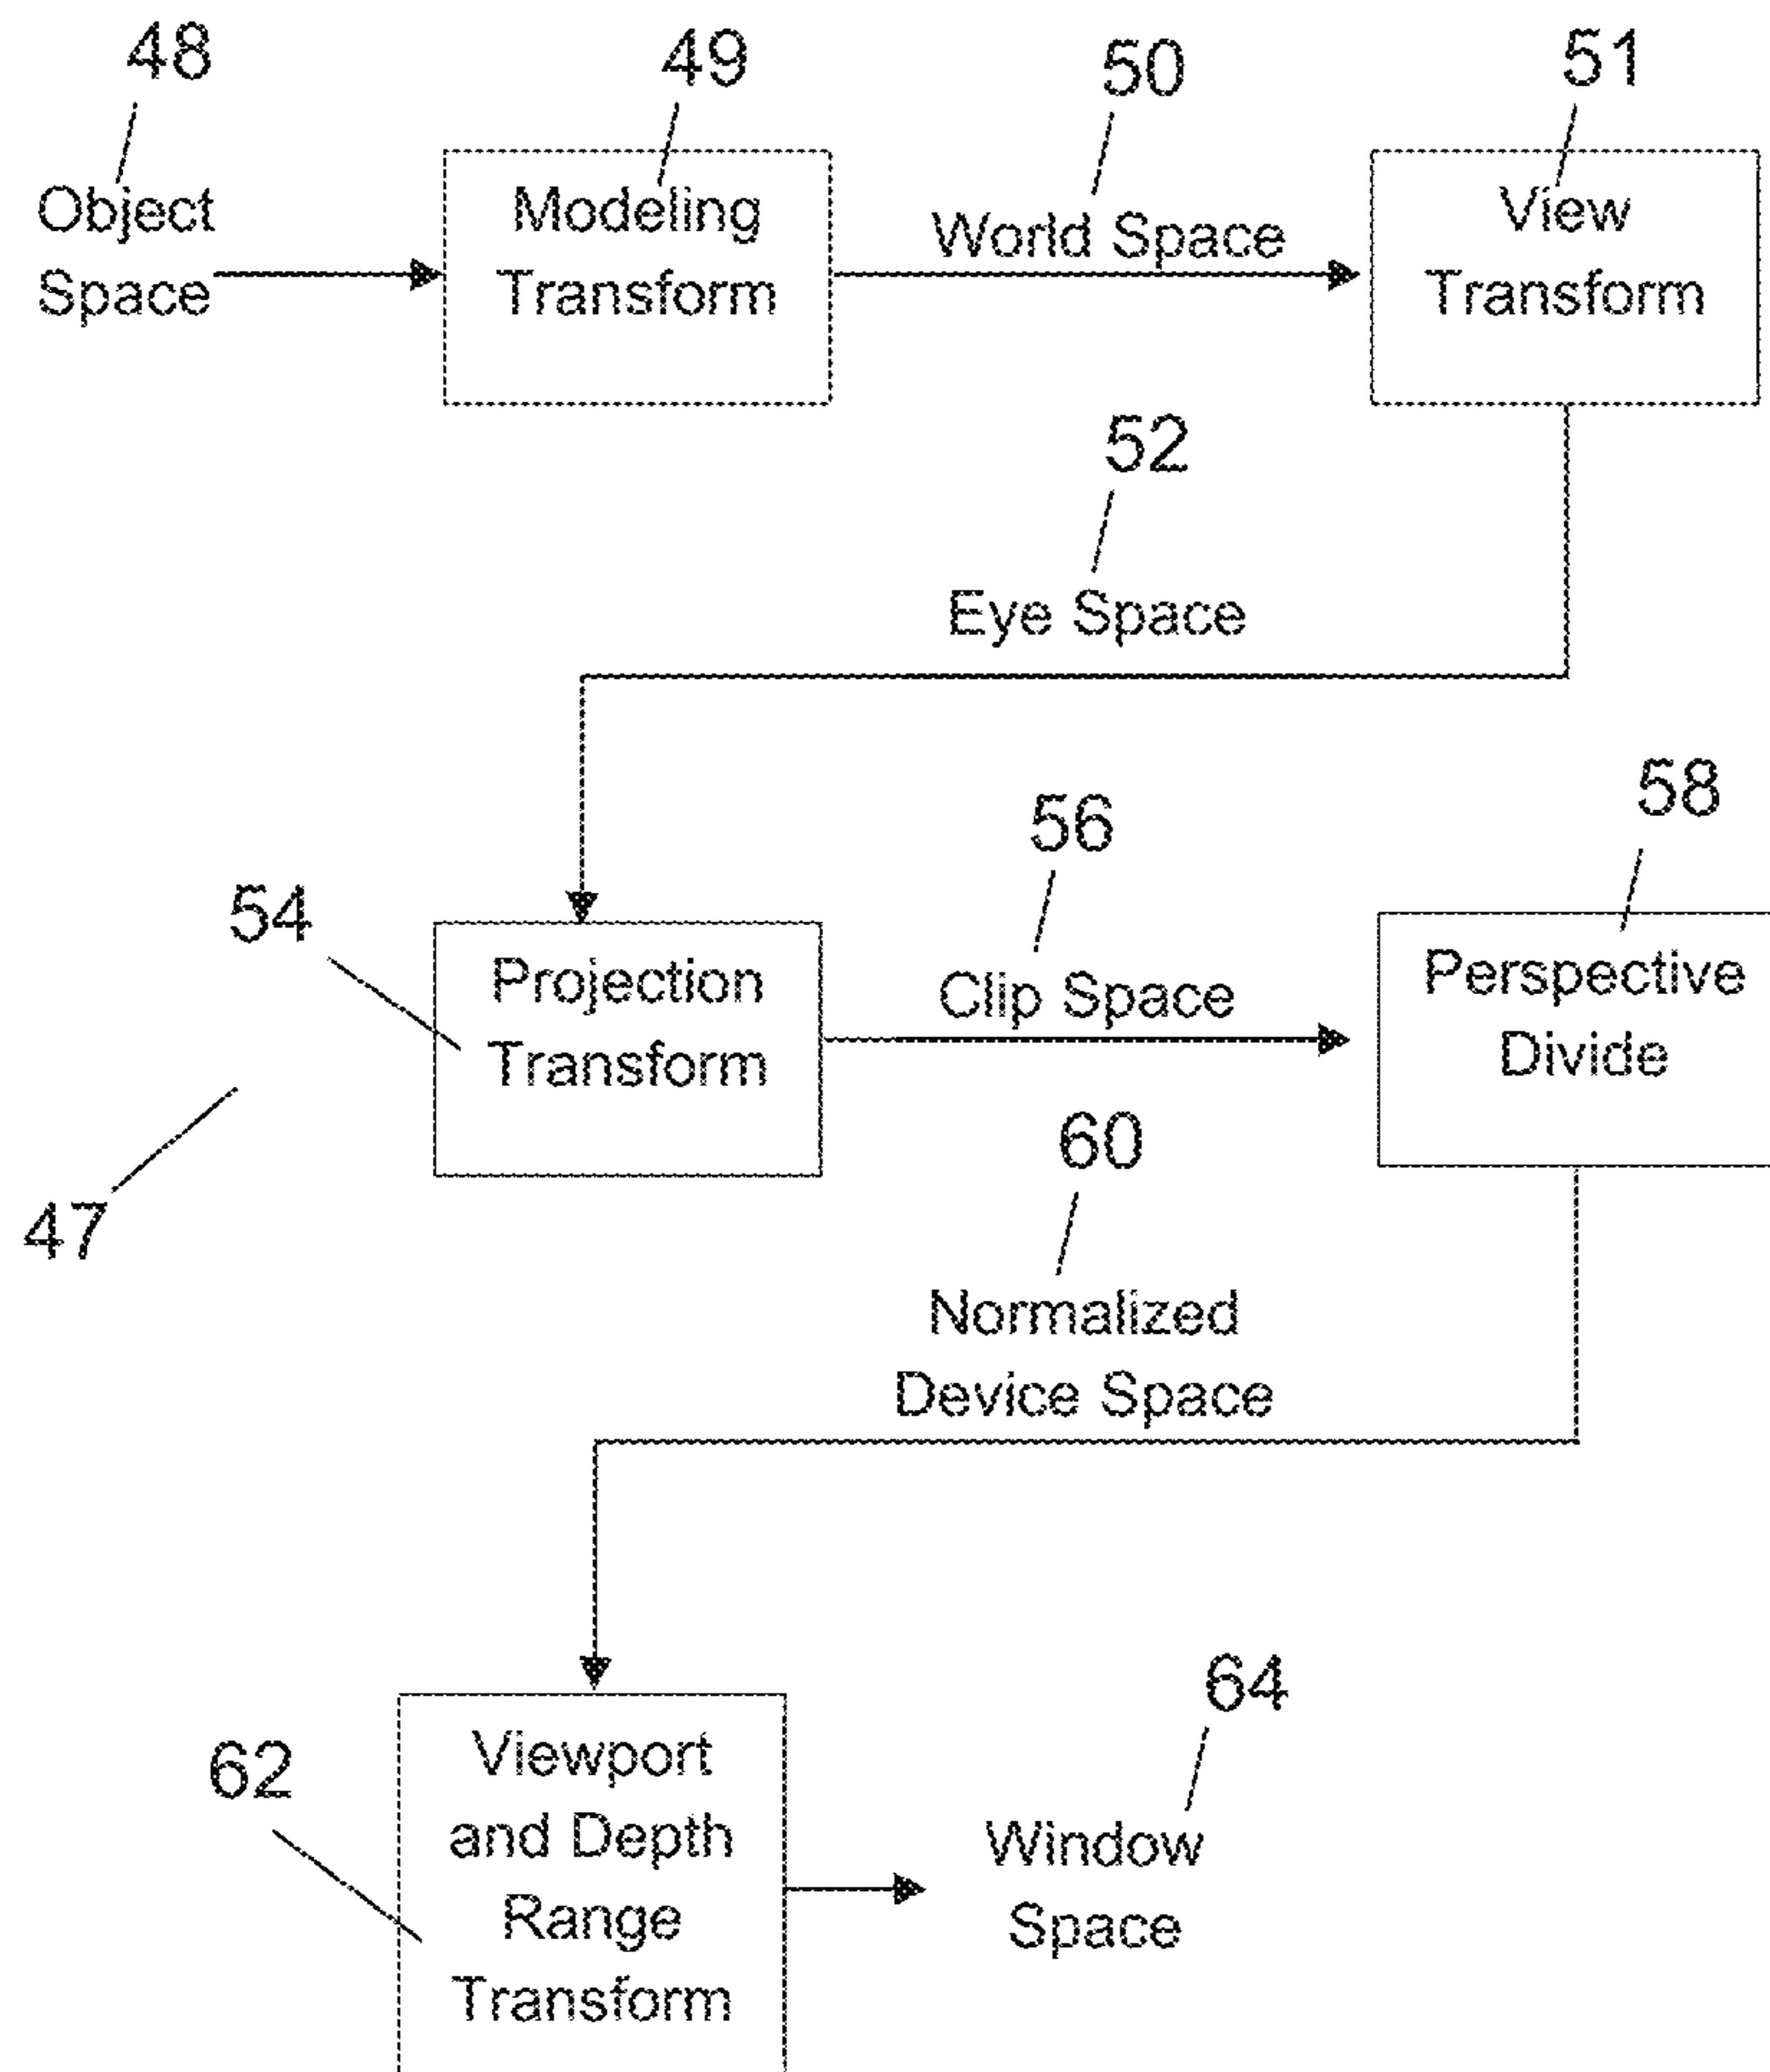 48
49
50
51
Object
Space
Modeling
Transform
World Space
View
Transform
52
Eye Space
54
Projection
Transform
56
Clip Space
58
Perspective
Divide
47
60
Normalized
Device Space
62
Viewport
and Depth
Range
Transform
64
Window
Space